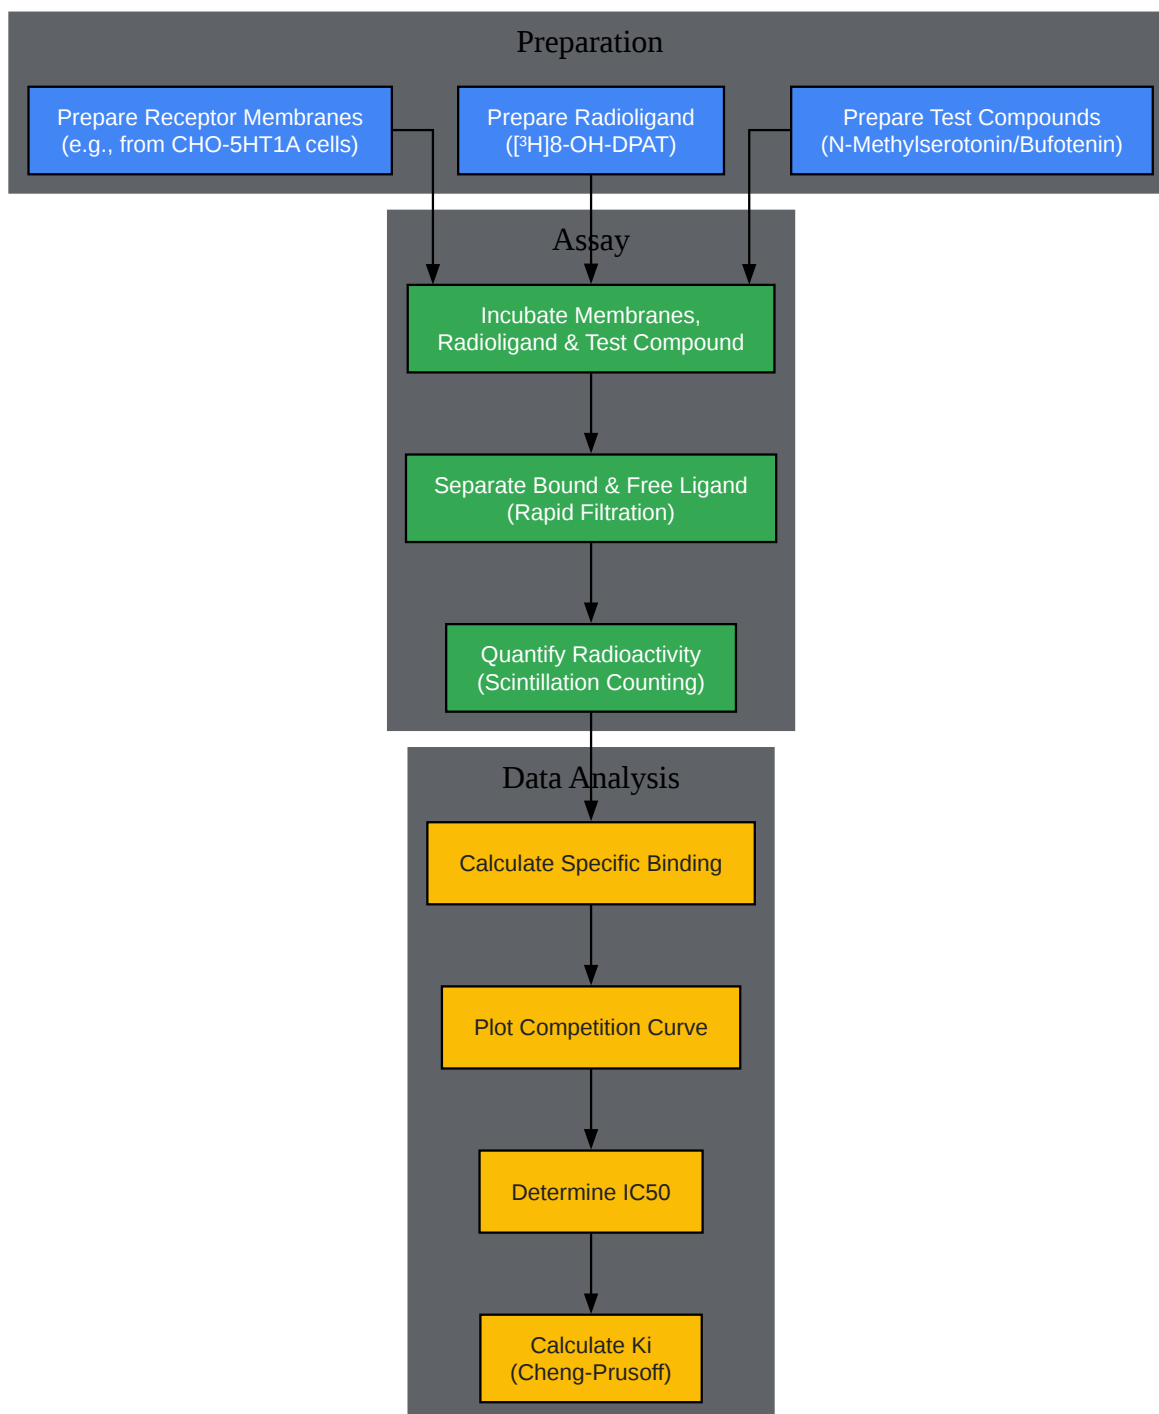 Preparation
Prepare Receptor Membranes
(e.g., from CHO-5HT1A cells)
Prepare Radioligand
([³H]8-OH-DPAT)
Prepare Test Compounds
(N-Methylserotonin/Bufotenin)
Assay
Incubate Membranes,
Radioligand & Test Compound
Separate Bound & Free Ligand
(Rapid Filtration)
Quantify Radioactivity
(Scintillation Counting)
Data Analysis
Calculate Specific Binding
Plot Competition Curve
Determine IC50
Calculate Ki
(Cheng-Prusoff)